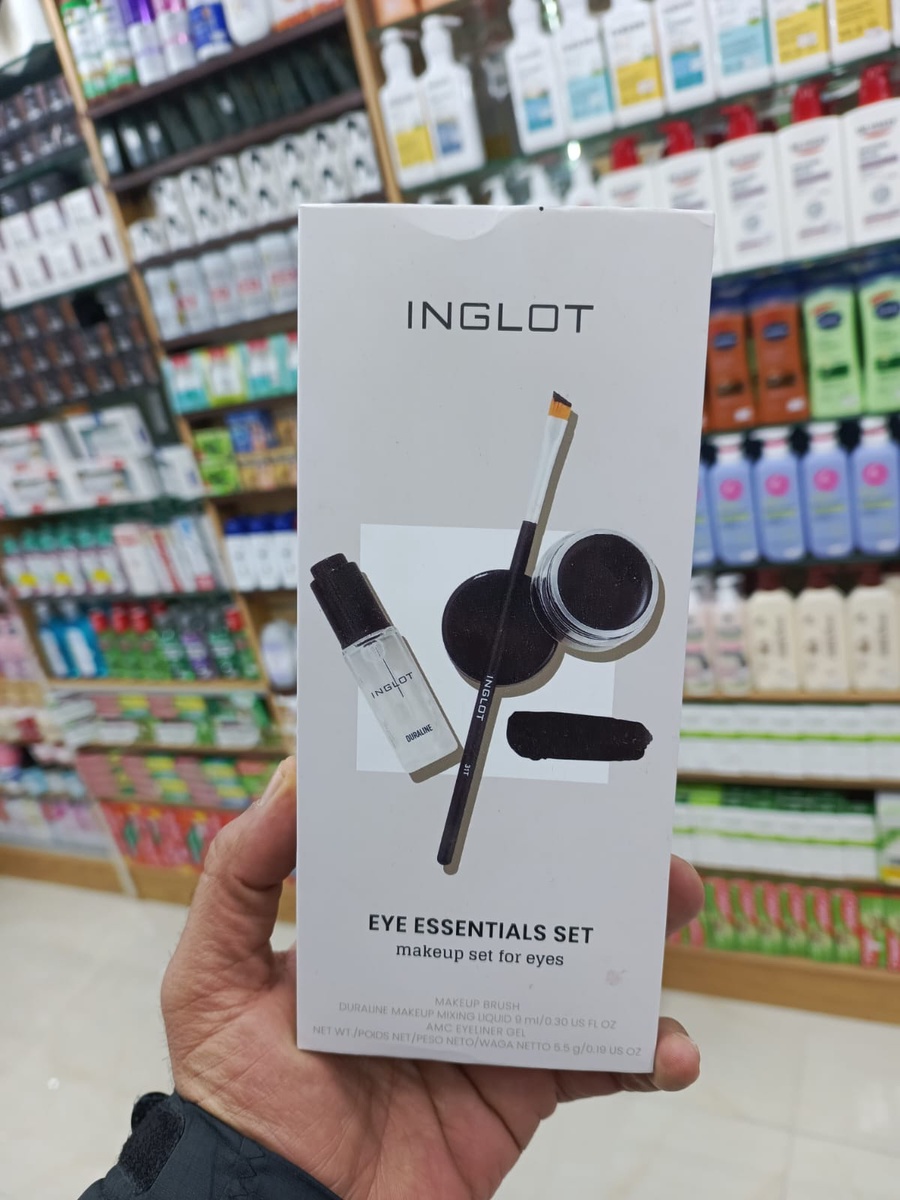 INGLOT
INGLOT
DURALINE
INGLOT 31T
EYE ESSENTIALS SET
makeup set for eyes
MAKEUP BRUSH
DURALINE MAKEUP MIXING LIQUID 9 ml/0.30 US FL OZ
AMC EYELINER GEL
NET WT./POIDS NET/PESO NETO/WAGA NETTO 5.5 g/0.19 US OZ